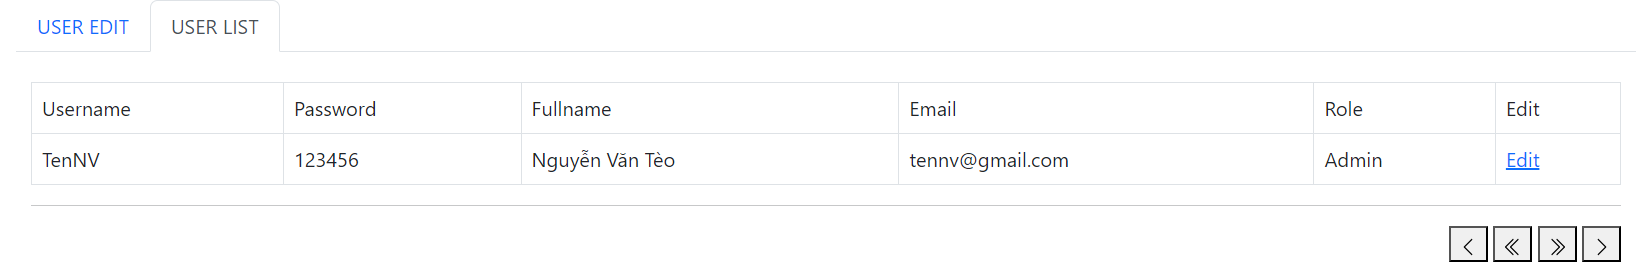 USER EDIT USER LIST
Username Password Fullname Email Role Edit
TenNV 123456 Nguyễn Văn Tèo tennv@gmail.com Admin Edit